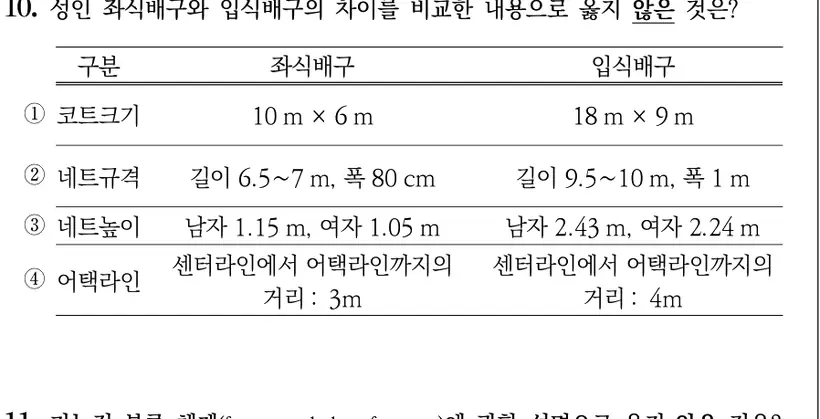 10. 성인 좌식배구와 입식배구의 차이를 비교한 내용으로 옳지 않은 것은?
구분 좌식배구 입식배구
① 코트크기 10 m × 6 m 18 m × 9 m
② 네트규격 길이 6.5~7 m, 폭 80 cm 길이 9.5~10 m, 폭 1 m
③ 네트높이 남자 1.15 m, 여자 1.05 m 남자 2.43 m, 여자 2.24 m
④ 어택라인 센터라인에서 어택라인까지의 거리 : 3m 센터라인에서 어택라인까지의 거리 : 4m